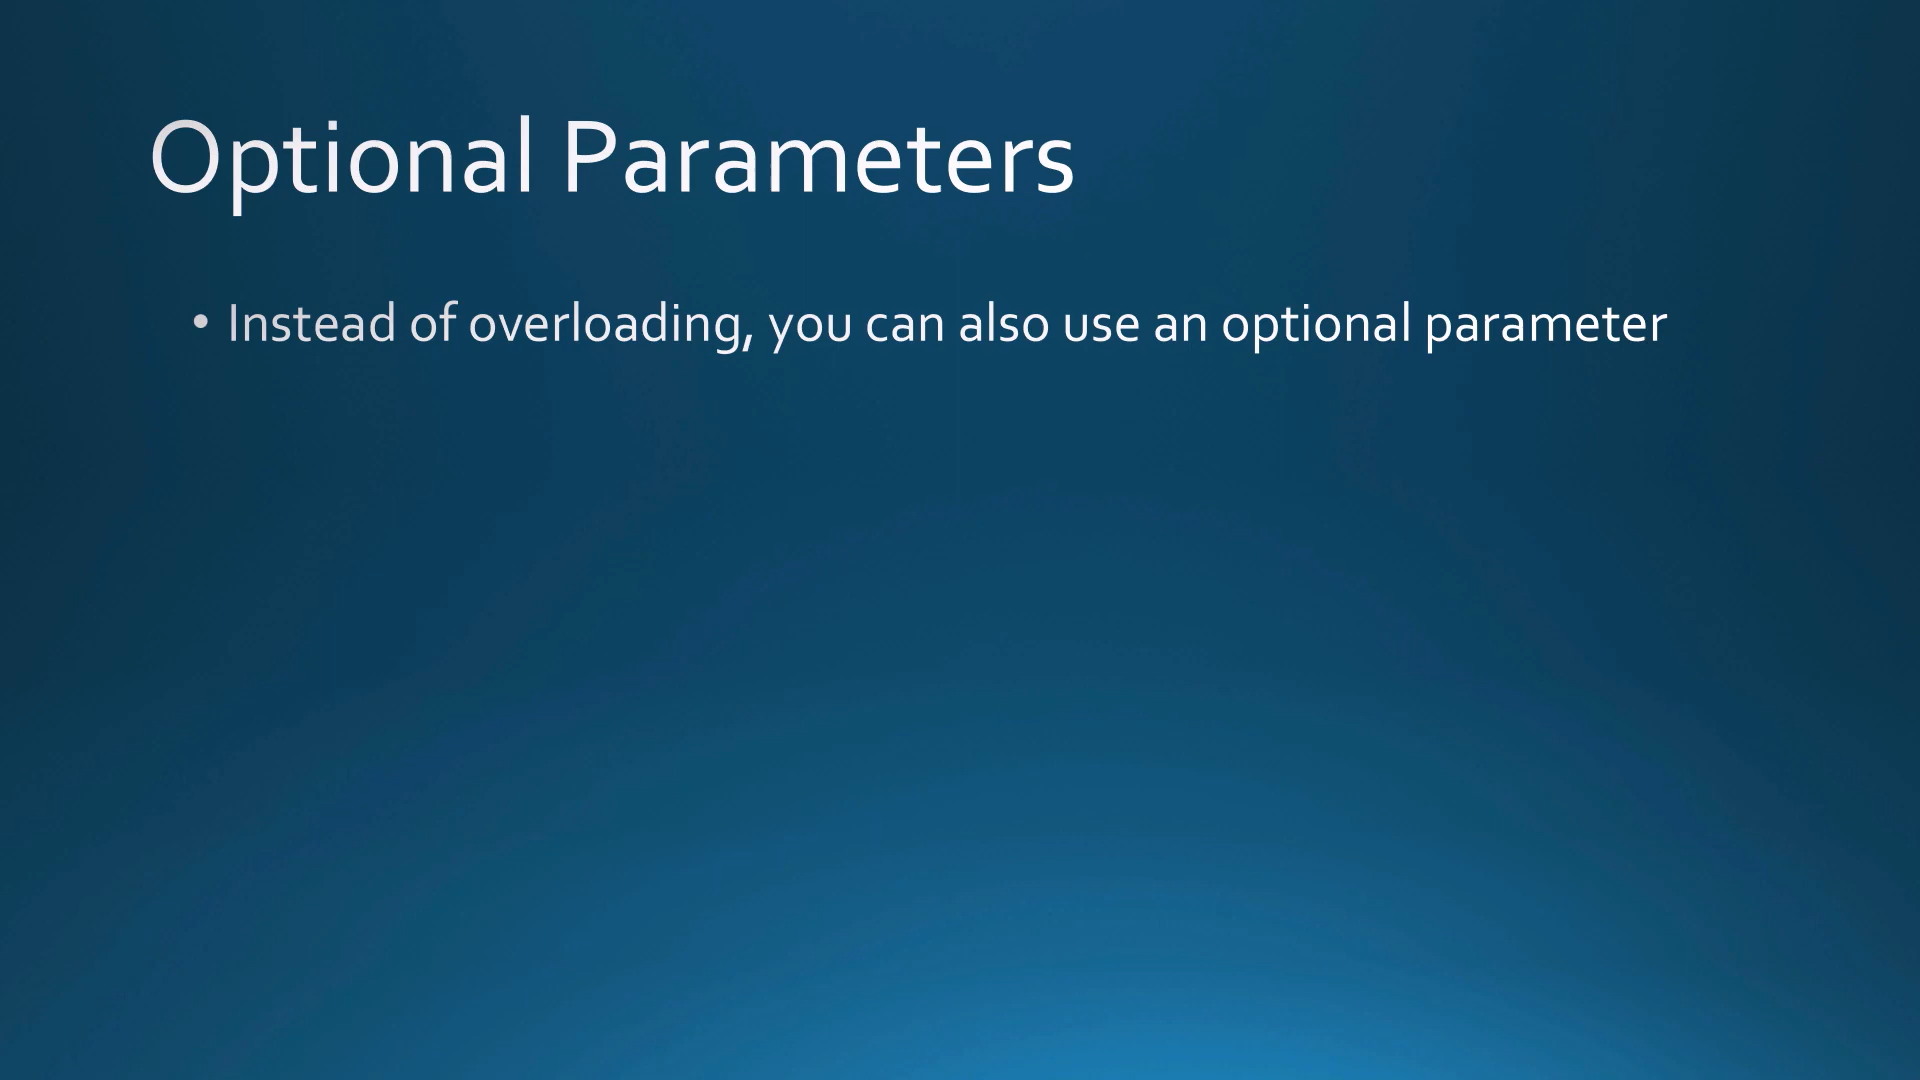 Optional Parameters
• Instead of overloading, you can also use an optional parameter